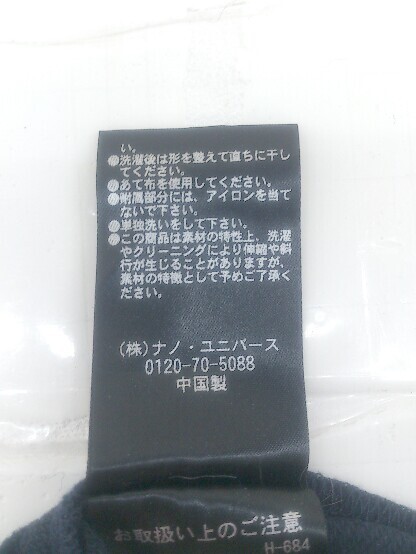 い。
●洗濯後は形を整えて直ちに干し
てください。
●あて布を使用してください。
●附属部分には、アイロンを当て
ないで下さい。
●単独洗いをして下さい。
●この商品は素材の特性上、洗濯
やクリーニングにより伸縮や斜
行が生じることがありますが、
素材の特徴として予めご了承く
ださい。
(株)ナノ・ユニバース
0120-70-5088
中国製
お取扱い上のご注意
H-684